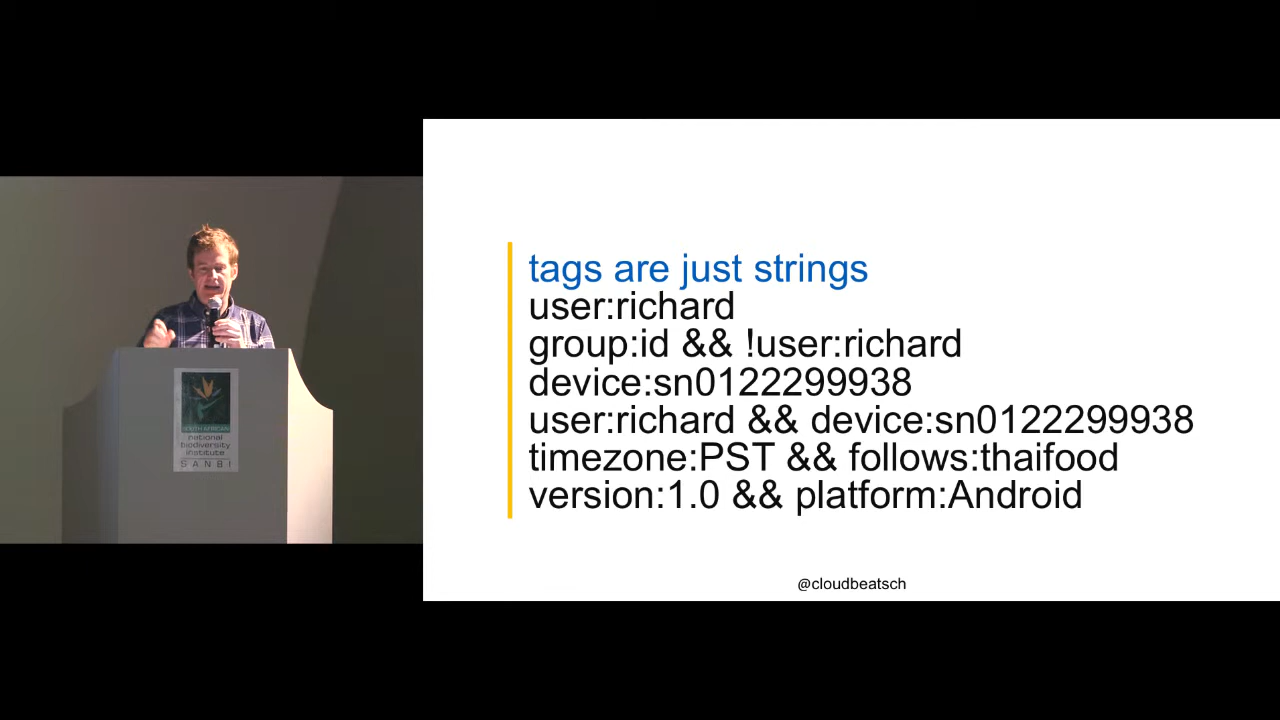 SOUTH AFRICAN
national
biodiversity
institute
SANBI
tags are just strings
user:richard
group:id && !user:richard
device:sn0122299938
user:richard && device:sn0122299938
timezone:PST && follows:thaifood
version:1.0 && platform:Android
@cloudbeatsch